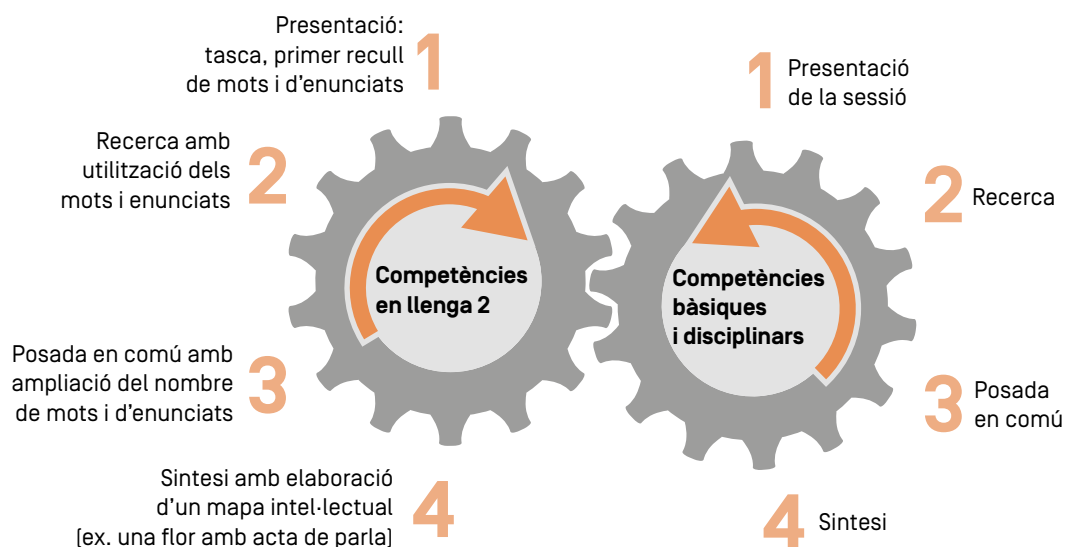 Presentació:
tasca, primer recull
de mots i d'enunciats
1
Recerca amb
utilització dels
mots i enunciats
2
Posada en comú amb
ampliació del nombre
de mots i d'enunciats
3
Sintesi amb elaboració
d'un mapa intel·lectual
(ex. una flor amb acta de parla)
4
Competències
en llenga 2
1
Presentació
de la sessió
2
Recerca
3
Posada
en comú
4
Sintesi
Competències
bàsiques
i disciplinars